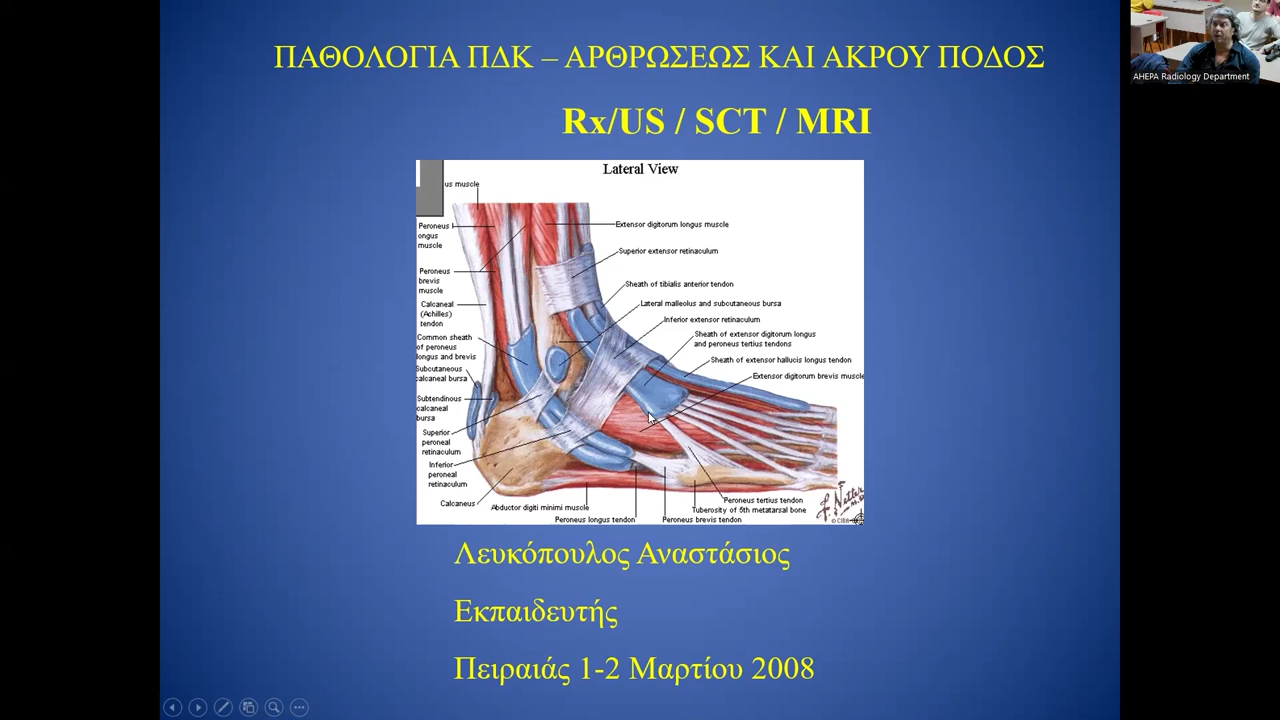 ΠΑΘΟΛΟΓΙΑ ΠΔΚ – ΑΡΘΡΩΣΕΩΣ ΚΑΙ ΑΚΡΟΥ ΠΟΔΟΣ
AHEPA Radiology Department
Rx/US / SCT / MRI
Lateral View
us muscle
Peroneus l
ongus
muscle
Peroneus
brevis
muscle
Calcaneal
(Achilles)
tendon
Common sheath
of peroneus
longus and brevis
Subcutaneous
calcaneal bursa
Subtendinous
calcaneal
bursa
Superior
peroneal
retinaculum
Inferior
peroneal
retinaculum
Calcaneus
Extensor digitorum longus muscle
Superior extensor retinaculum
Sheath of tibialis anterior tendon
Lateral malleolus and subcutaneous bursa
Inferior extensor retinaculum
Sheath of extensor digitorum longus
and peroneus tertius tendons
Sheath of extensor hallucis longus tendon
Extensor digitorum brevis muscle
Abductor digiti minimi muscle
Peroneus longus tendon
Peroneus brevis tendon
Peroneus tertius tendon
Tuberosity of 5th metatarsal bone
Λευκόπουλος Αναστάσιος
Εκπαιδευτής
Πειραιάς 1-2 Μαρτίου 2008